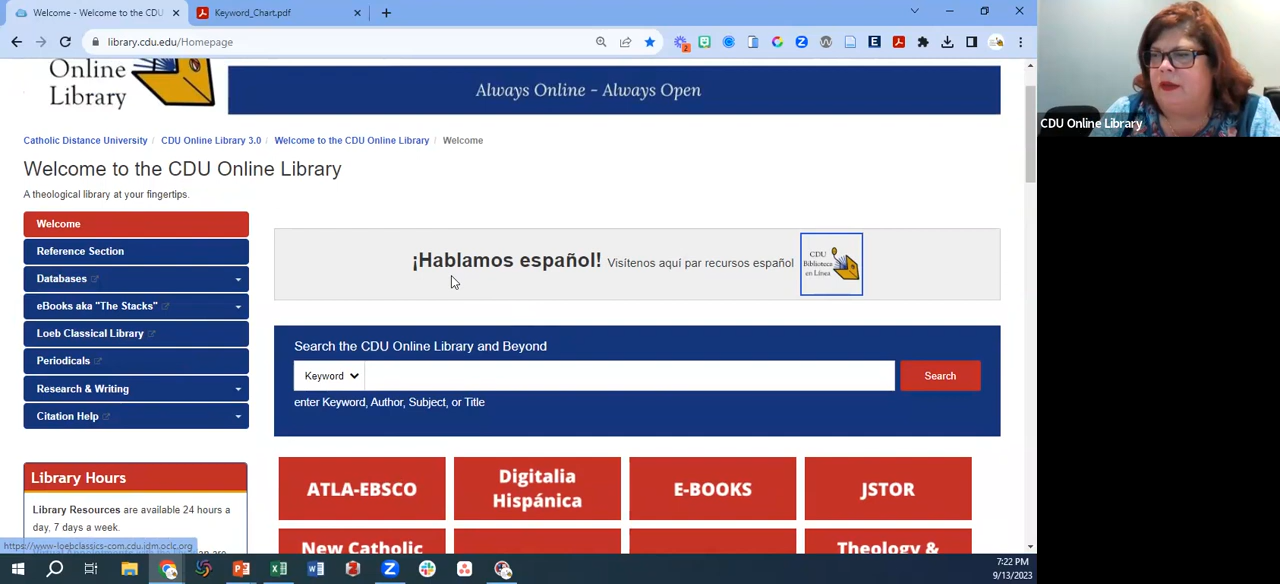 Welcome - Welcome to the CDU
Keyword_Chart.pdf
library.cdu.edu/Homepage
2
Online
Library
Always Online - Always Open
CDU Online Library
Catholic Distance University / CDU Online Library 3.0 / Welcome to the CDU Online Library / Welcome
Welcome to the CDU Online Library
A theological library at your fingertips.
Welcome
Reference Section
Databases
eBooks aka "The Stacks"
Loeb Classical Library
Periodicals
Research & Writing
Citation Help
¡Hablamos español! Visítenos aquí par recursos español
CDU
Biblioteca
en Línea
Search the CDU Online Library and Beyond
Keyword
Search
enter Keyword, Author, Subject, or Title
ATLA-EBSCO
Digitalia
Hispánica
E-BOOKS
JSTOR
New Catholic
Theology &
Library Hours
Library Resources are available 24 hours a
day, 7 days a week.
https://www-loebclassics-com.cdu.idm.oclc.org
7:22 PM
9/13/2023